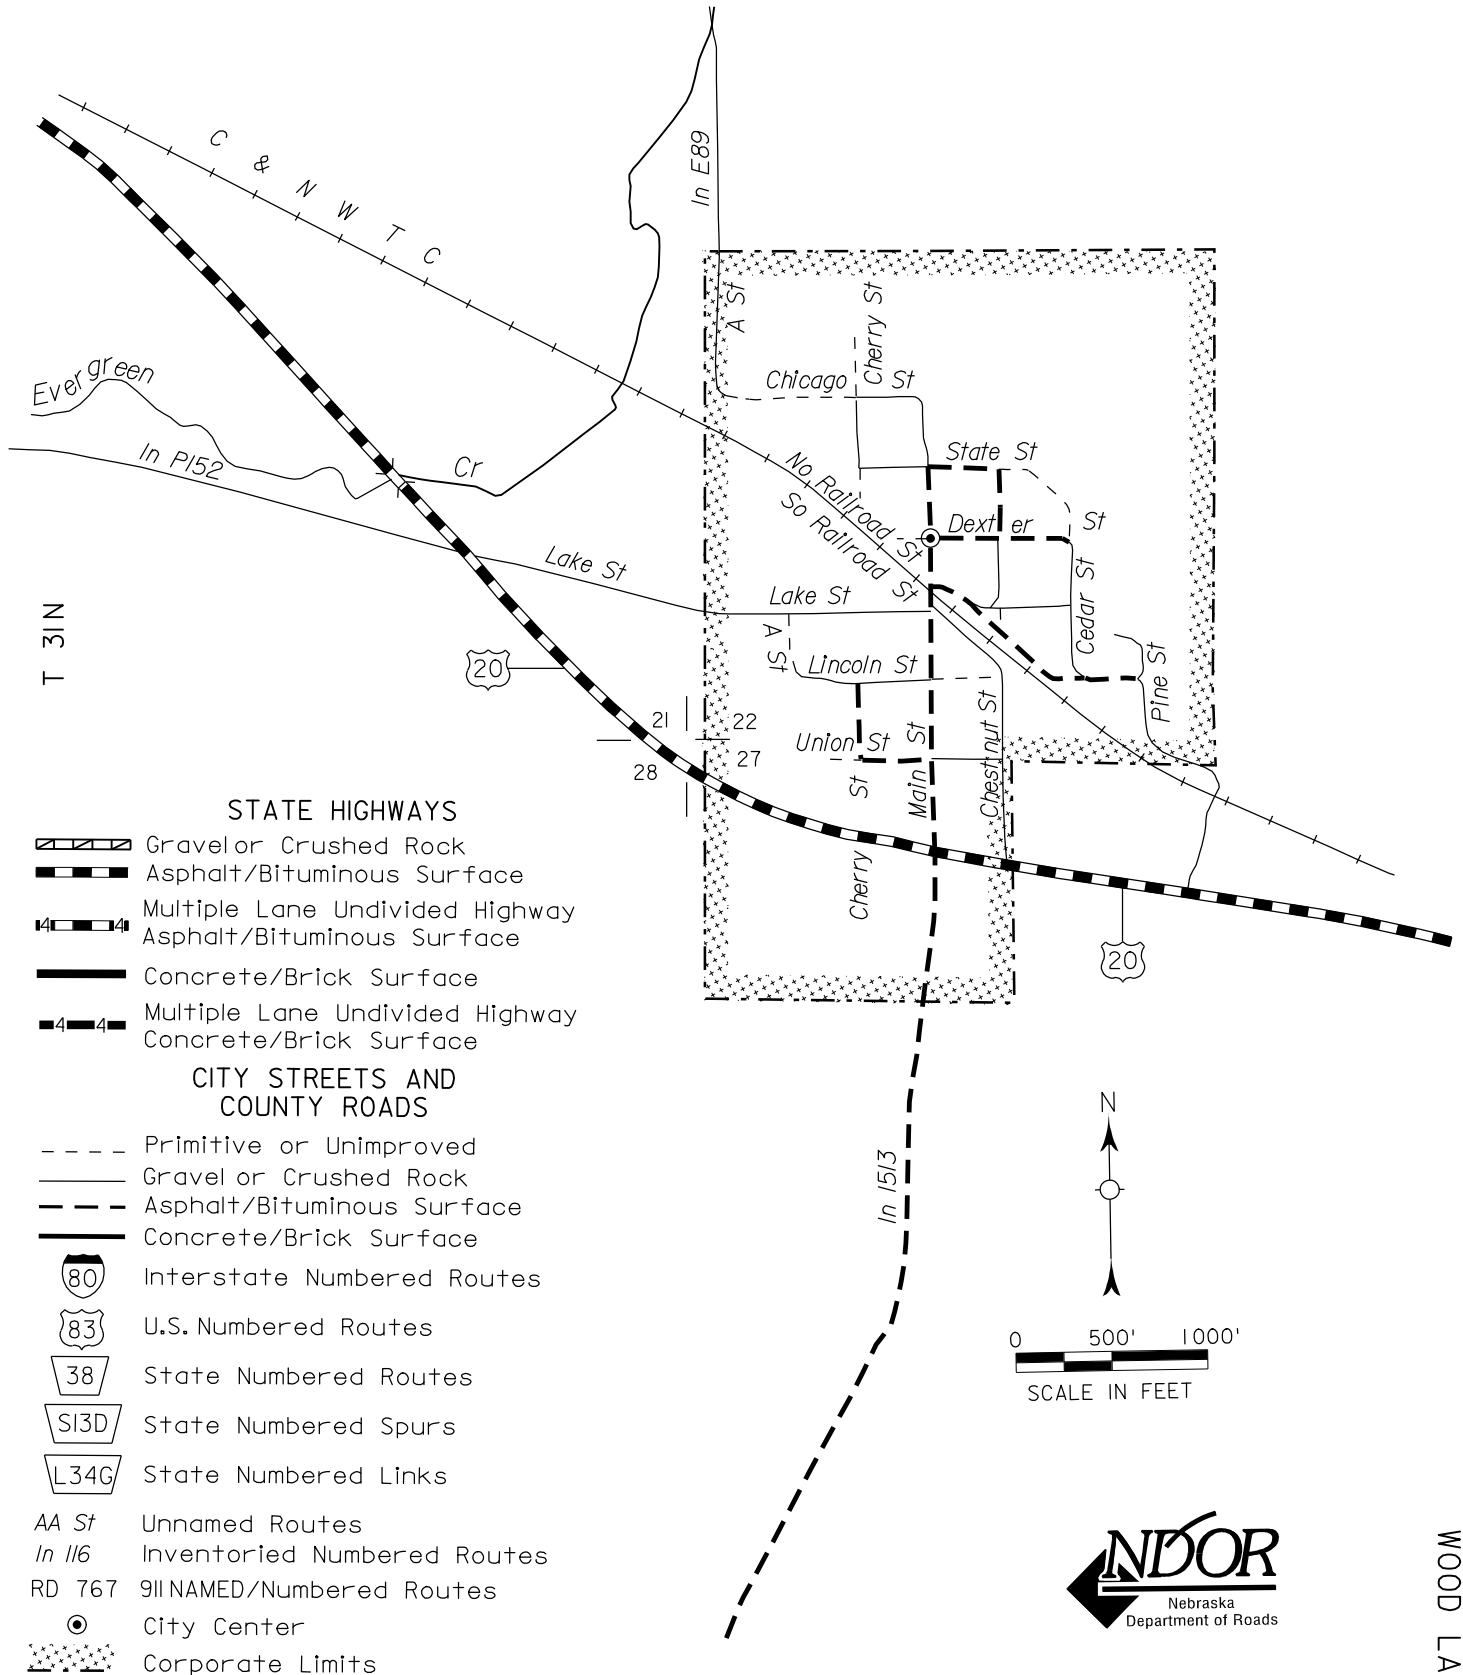 C & N W T C
In E89
A St
Cherry St
Chicago St
Evergreen
In P152
Cr
State St
No Railroad St
So Railroad St
Dexter St
Lake St
Lake St
Cedar St
T 31N
A St
Lincoln St
20
Pine St
21 22
28 27
Union St
Main St
Chestnut St
Cherry St
20
STATE HIGHWAYS
Gravel or Crushed Rock
Asphalt/Bituminous Surface
4 4 Multiple Lane Undivided Highway
Asphalt/Bituminous Surface
Concrete/Brick Surface
4 4 Multiple Lane Undivided Highway
Concrete/Brick Surface
CITY STREETS AND
COUNTY ROADS
Primitive or Unimproved
Gravel or Crushed Rock
Asphalt/Bituminous Surface
Concrete/Brick Surface
80 Interstate Numbered Routes
83 U.S. Numbered Routes
38 State Numbered Routes
S13D State Numbered Spurs
L34G State Numbered Links
AA St Unnamed Routes
In 116 Inventoried Numbered Routes
RD 767 911 NAMED/Numbered Routes
City Center
Corporate Limits
In 1513
N
0 500' 1000'
SCALE IN FEET
NDOR
Nebraska
Department of Roads
WOOD LA